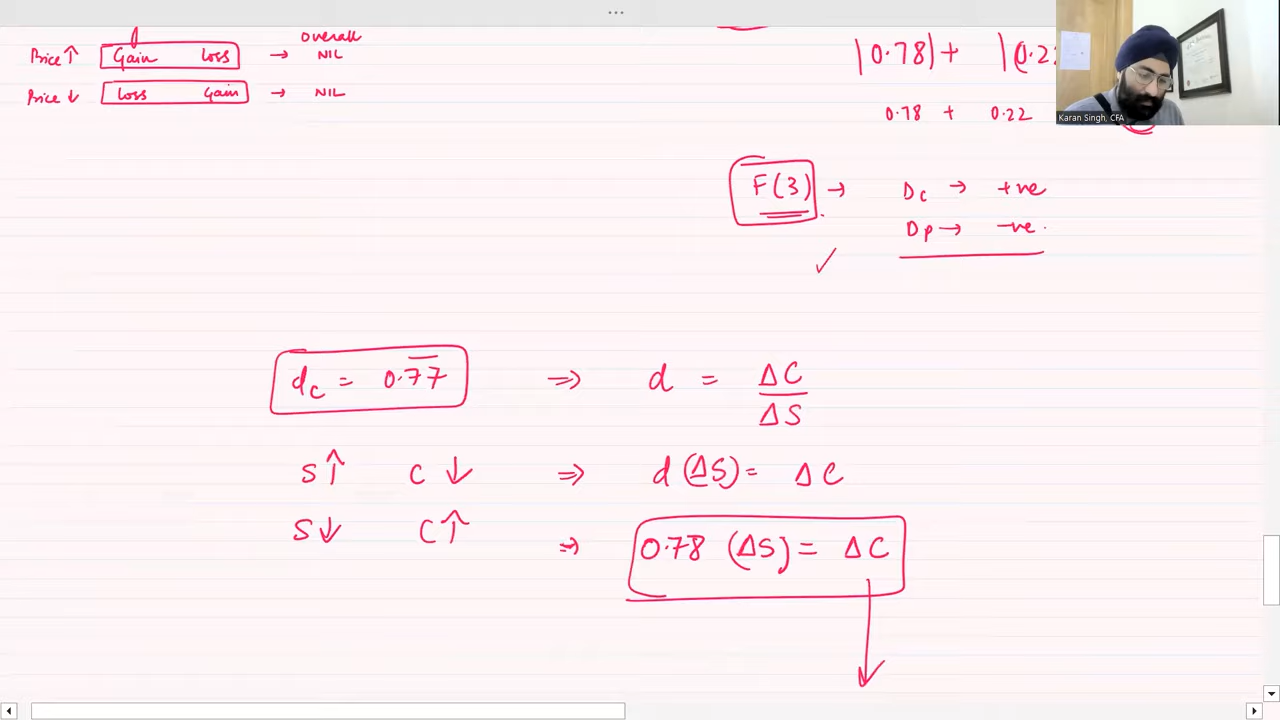 Overall
Price ↑ Gain Loss → NIL
Price ↓ Loss Gain → NIL
|0.78| + |0.22
0.78 + 0.22
Karan Singh, CFA
F(3) → Dc → +ve
Dp → -ve.
dc = 0.77 ⇒ d = ΔC / ΔS
S↑ C↓ ⇒ d (ΔS) = ΔC
S↓ C↑ ⇒ 0.78 (ΔS) = ΔC